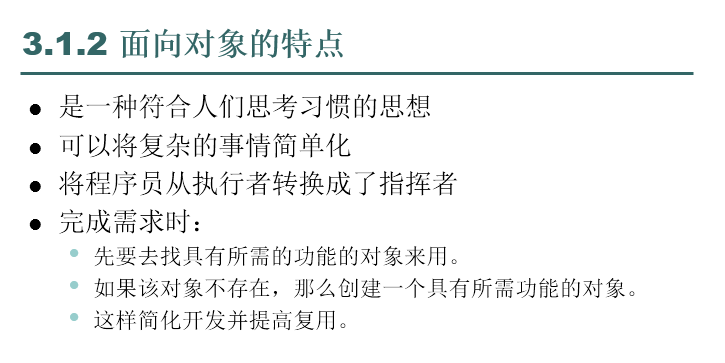 3.1.2 面向对象的特点
● 是一种符合人们思考习惯的思想
● 可以将复杂的事情简单化
● 将程序员从执行者转换成了指挥者
● 完成需求时：
• 先要去找具有所需的功能的对象来用。
• 如果该对象不存在，那么创建一个具有所需功能的对象。
• 这样简化开发并提高复用。